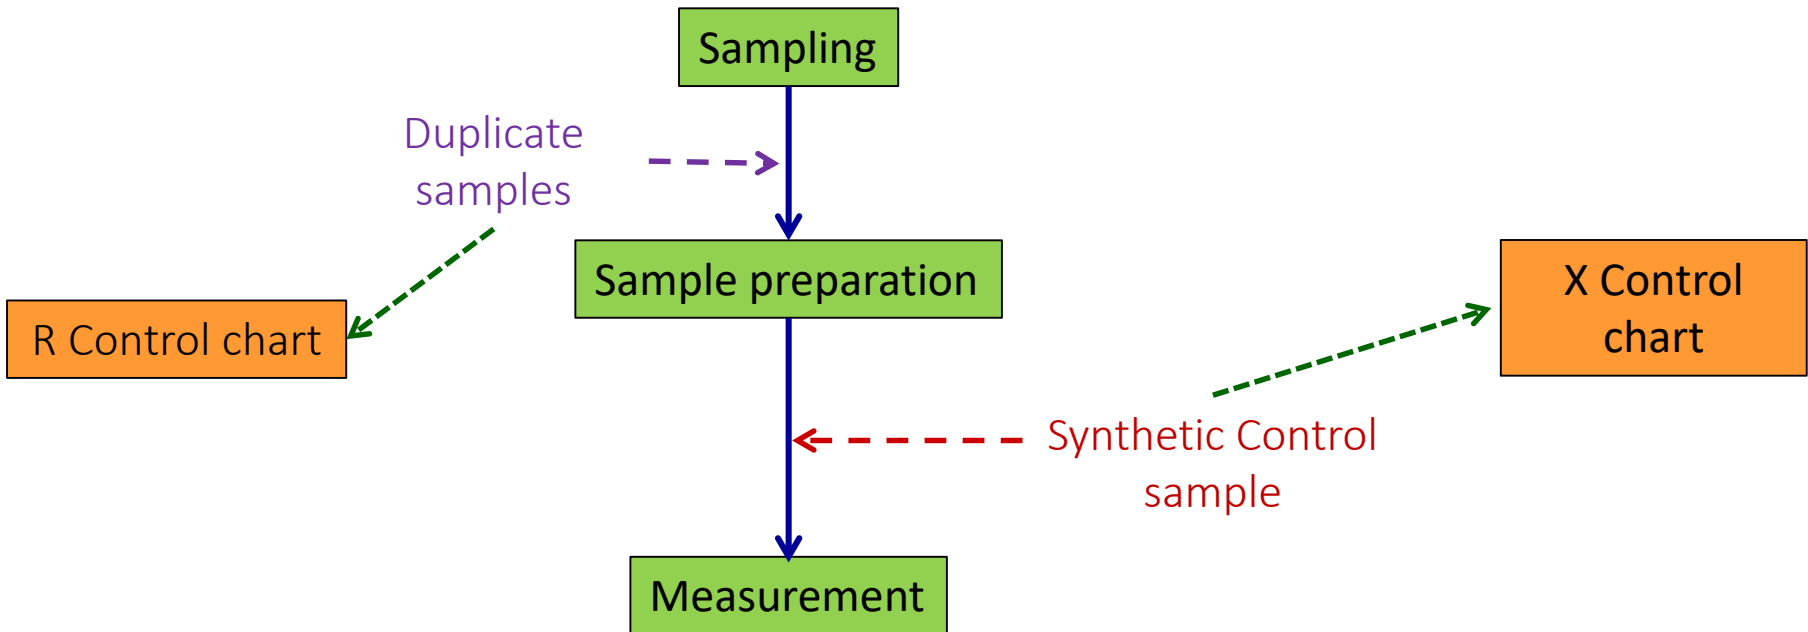 Sampling
Duplicate
samples
Sample preparation
X Control
chart
R Control chart
Synthetic Control
sample
Measurement